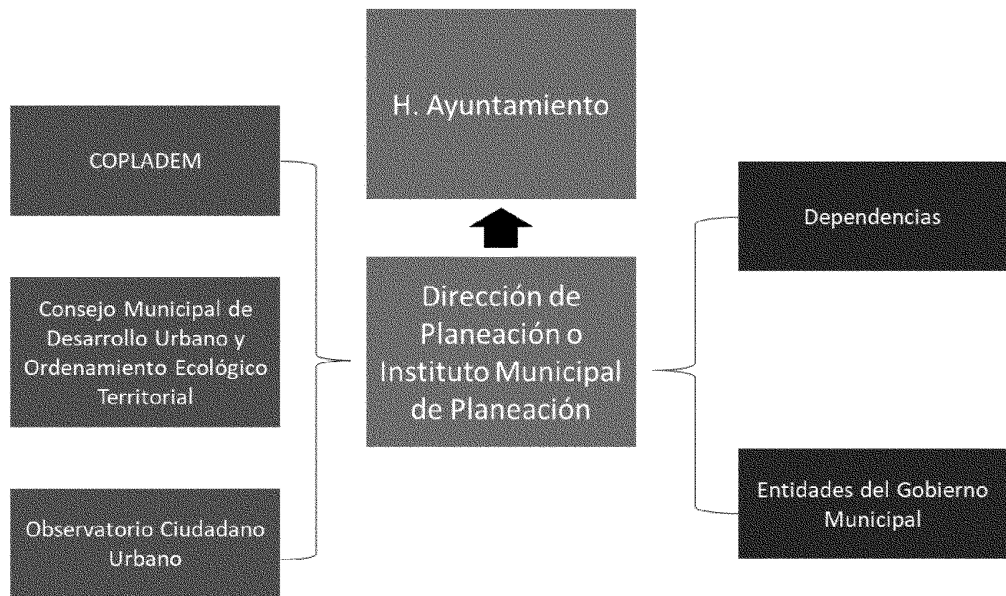 H. Ayuntamiento
COPLADEM
Consejo Municipal de
Desarrollo Urbano y
Ordenamiento Ecológico
Territorial
Observatorio Ciudadano
Urbano
Dirección de
Planeación o
Instituto Municipal
de Planeación
Dependencias
Entidades del Gobierno
Municipal